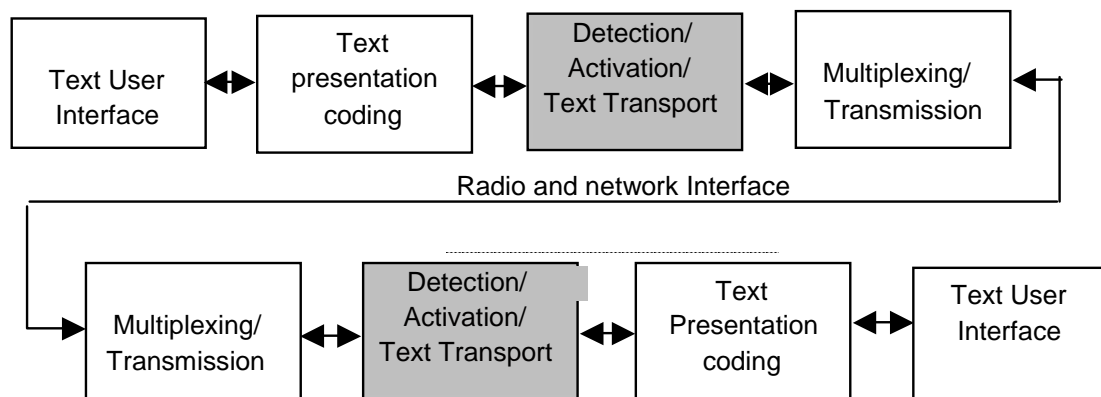 Text User
Interface
Text
presentation
coding
Detection/
Activation/
Text Transport
Multiplexing/
Transmission
Radio and network Interface
Multiplexing/
Transmission
Detection/
Activation/
Text Transport
Text
Presentation
coding
Text User
Interface